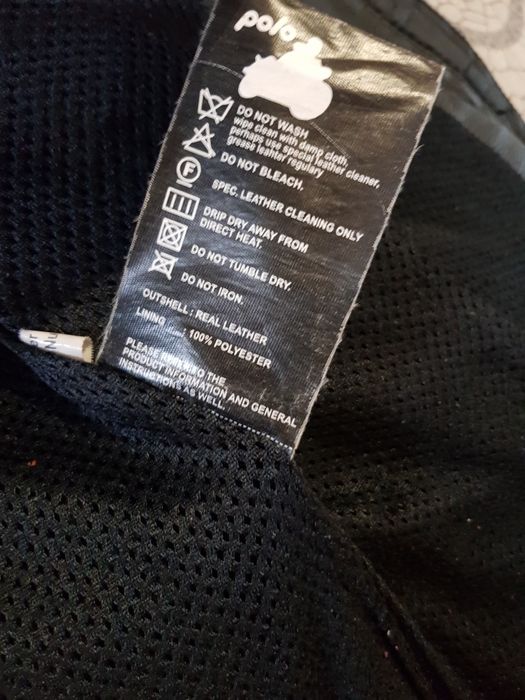 polo
DO NOT WASH
wipe clean with damp cloth,
perhaps use special leather cleaner,
grease leahter regulary
DO NOT BLEACH.
F
SPEC. LEATHER CLEANING ONLY
DRIP DRY AWAY FROM
DIRECT HEAT.
DO NOT TUMBLE DRY.
DO NOT IRON.
OUTSHELL : REAL LEATHER
LINING : 100% POLYESTER
PLEASE TO THE
PRODUCT INFORMATION AND GENERAL
INSTRUCTIONS AS WELL.